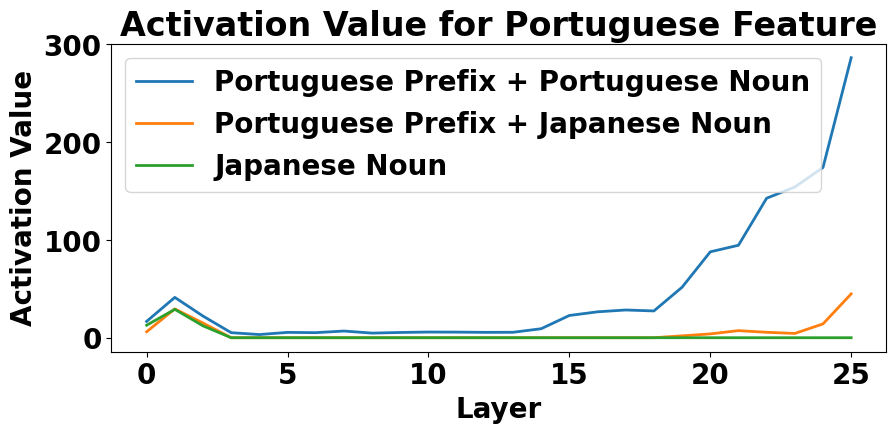 Activation Value for Portuguese Feature
Activation Value
300
200
100
0
Portuguese Prefix + Portuguese Noun
Portuguese Prefix + Japanese Noun
Japanese Noun
0 5 10 15 20 25
Layer